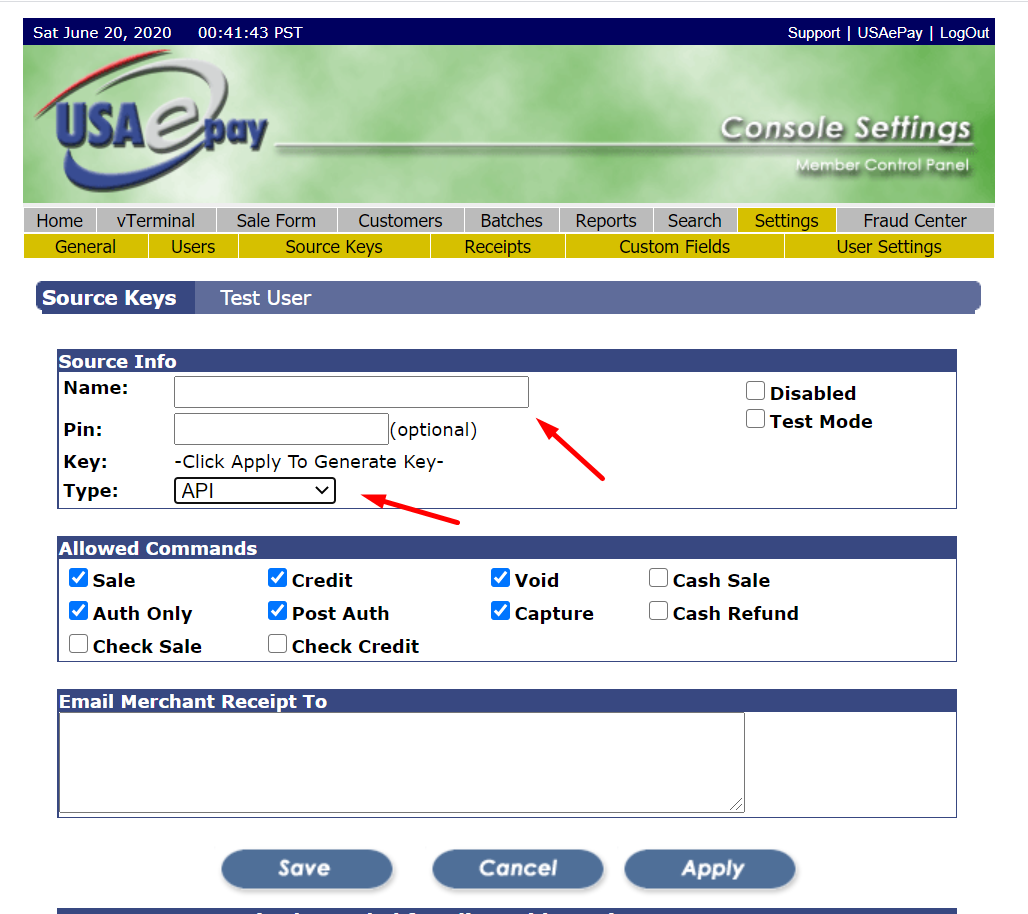 Sat June 20, 2020 00:41:43 PST Support | USAePay | LogOut
USA epay
Console Settings
Member Control Panel
Home vTerminal Sale Form Customers Batches Reports Search Settings Fraud Center
General Users Source Keys Receipts Custom Fields User Settings
Source Keys Test User
Source Info
Name: Disabled
Pin: (optional) Test Mode
Key: -Click Apply To Generate Key-
Type: API
Allowed Commands
Sale Credit Void Cash Sale
Auth Only Post Auth Capture Cash Refund
Check Sale Check Credit
Email Merchant Receipt To
Save Cancel Apply